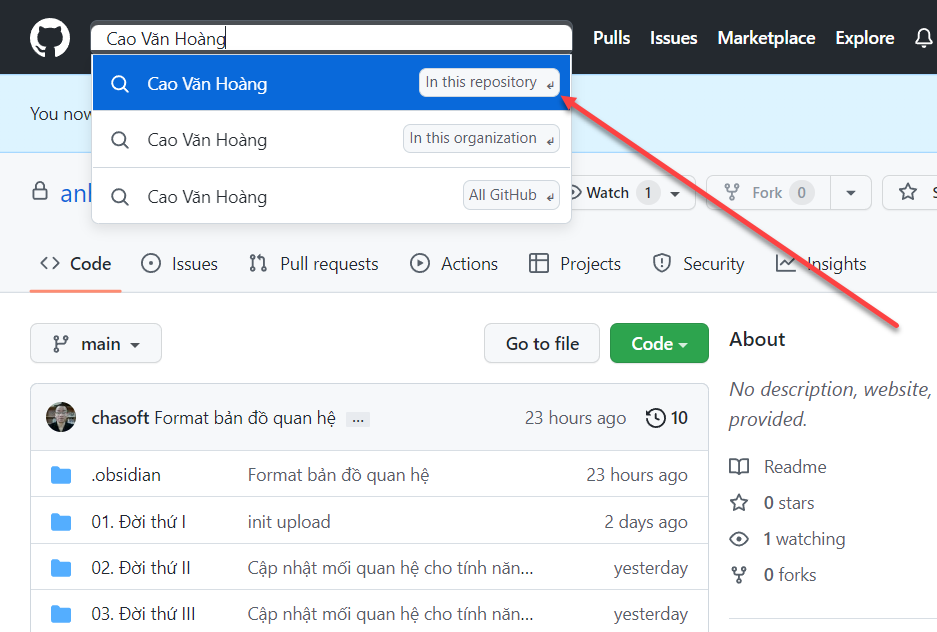 Cao Văn Hoàng
Pulls Issues Marketplace Explore
Cao Văn Hoàng In this repository ↲
Cao Văn Hoàng In this organization ↲
Cao Văn Hoàng All GitHub ↲
You now
anl
Watch 1
Fork 0
Code Issues Pull requests Actions Projects Security Insights
main
Go to file
Code
About
No description, website,
provided.
chasoft Format bản đồ quan hệ ... 23 hours ago 10
.obsidian Format bản đồ quan hệ 23 hours ago
01. Đời thứ I init upload 2 days ago
02. Đời thứ II Cập nhật mối quan hệ cho tính năn... yesterday
03. Đời thứ III Cập nhật mối quan hệ cho tính năn... yesterday
Readme
0 stars
1 watching
0 forks